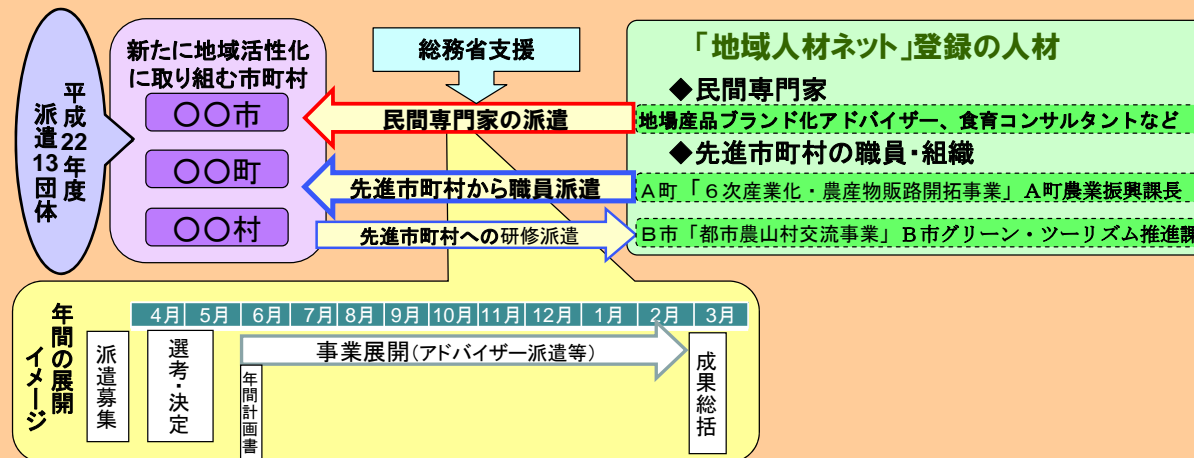 平成22年度
派遣13団体
新たに地域活性化
に取り組む市町村
〇〇市
〇〇町
〇〇村
総務省支援
民間専門家の派遣
先進市町村から職員派遣
先進市町村への研修派遣
「地域人材ネット」登録の人材
◆民間専門家
地場産品ブランド化アドバイザー、食育コンサルタントなど
◆先進市町村の職員・組織
A町「6次産業化・農産物販路開拓事業」A町農業振興課長
B市「都市農山村交流事業」B市グリーン・ツーリズム推進課
年間の展開
イメージ
4月 5月 6月 7月 8月 9月 10月 11月 12月 1月 2月 3月
派遣募集
選考・決定
年間計画書
事業展開(アドバイザー派遣等)
成果総括